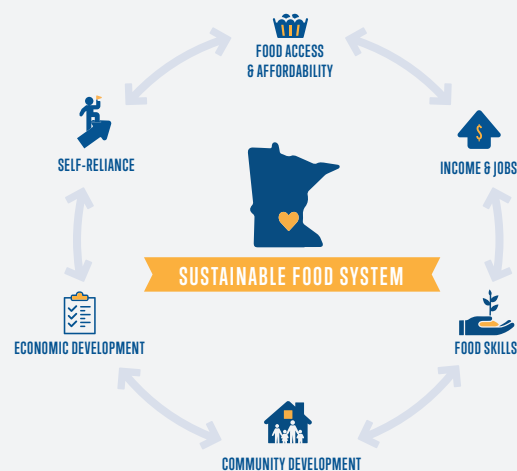 FOOD ACCESS
& AFFORDABILITY
SELF-RELIANCE
$
INCOME & JOBS
SUSTAINABLE FOOD SYSTEM
ECONOMIC DEVELOPMENT
FOOD SKILLS
COMMUNITY DEVELOPMENT